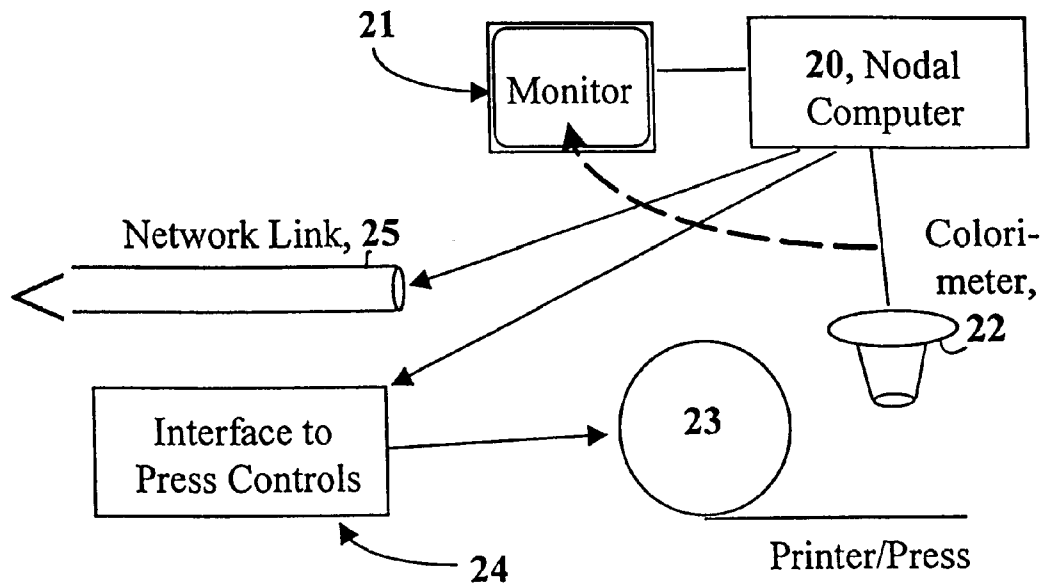 21
Monitor
20, Nodal
Computer
Network Link, 25
Colori-
meter,
22
23
Interface to
Press Controls
24
Printer/Press